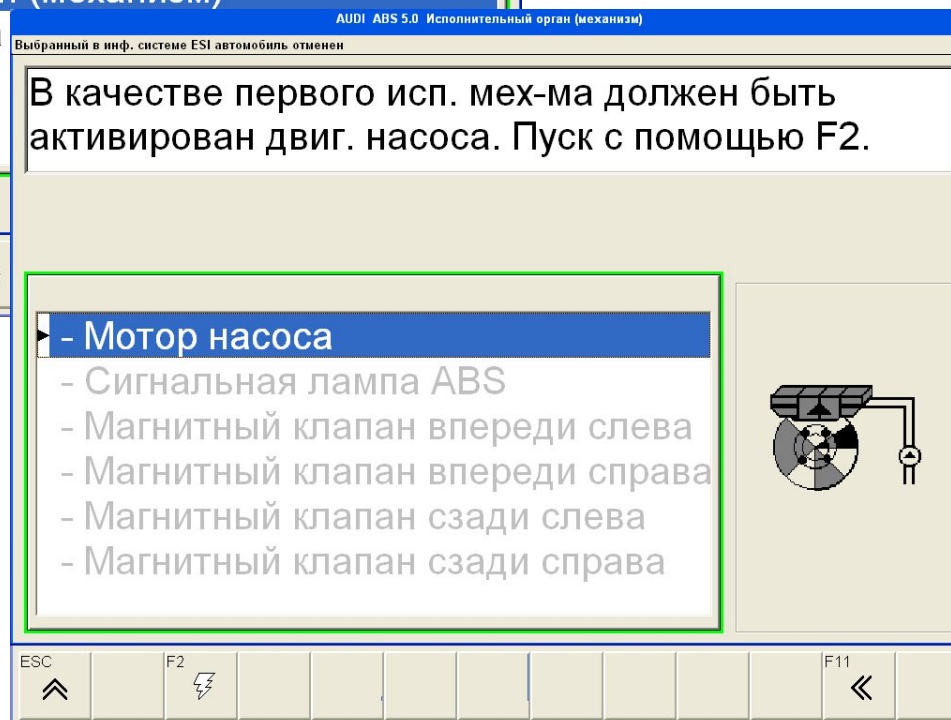 (механизм)
AUDI ABS 5.0 Исполнительный орган (механизм)
Выбранный в инф. системе ESI автомобиль отменен
В качестве первого исп. мех-ма должен быть
активирован двиг. насоса. Пуск с помощью F2.
- Мотор насоса
- Сигнальная лампа ABS
- Магнитный клапан впереди слева
- Магнитный клапан впереди справа
- Магнитный клапан сзади слева
- Магнитный клапан сзади справа
ESC F2 F11